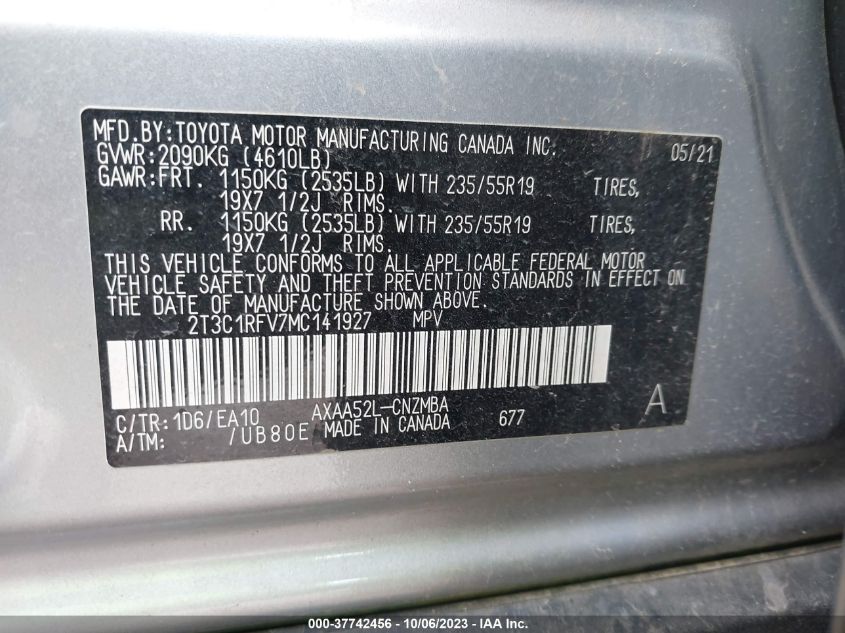 MFD.BY:TOYOTA MOTOR MANUFACTURING CANADA INC. 05/21
GVWR:2090KG (4610LB)
GAWR:FRT. 1150KG (2535LB) WITH 235/55R19 TIRES,
19X7 1/2J RIMS.
RR. 1150KG (2535LB) WITH 235/55R19 TIRES,
19X7 1/2J RIMS.
THIS VEHICLE CONFORMS TO ALL APPLICABLE FEDERAL MOTOR
VEHICLE SAFETY AND THEFT PREVENTION STANDARDS IN EFFECT ON
THE DATE OF MANUFACTURE SHOWN ABOVE.
2T3C1RFV7MC141927 MPV
C/TR:1D6/EA10 AXAA52L-CNZMBA A
A/TM: /UB80E MADE IN CANADA 677
000-37742456 - 10/06/2023 - IAA Inc.